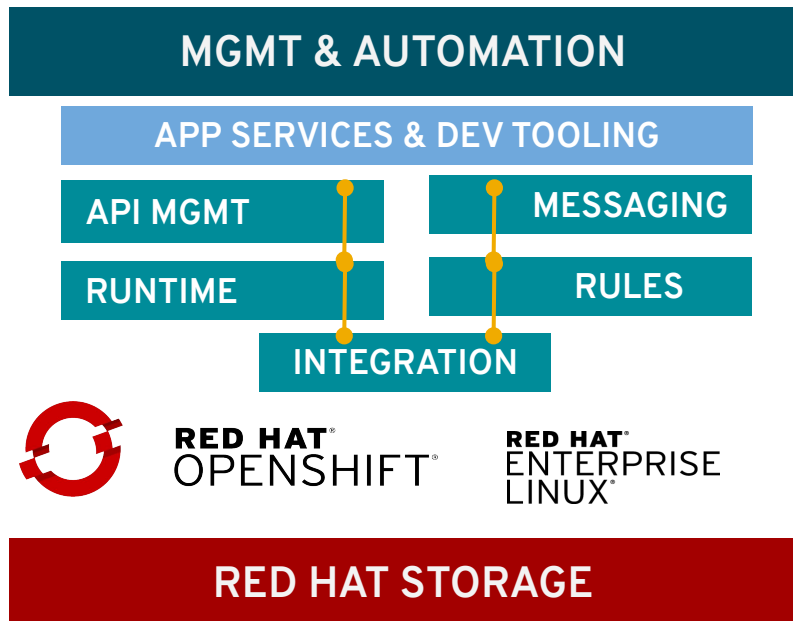 MGMT & AUTOMATION
APP SERVICES & DEV TOOLING
API MGMT
MESSAGING
RUNTIME
RULES
INTEGRATION
RED HAT®
OPENSHIFT®
RED HAT®
ENTERPRISE
LINUX®
RED HAT STORAGE